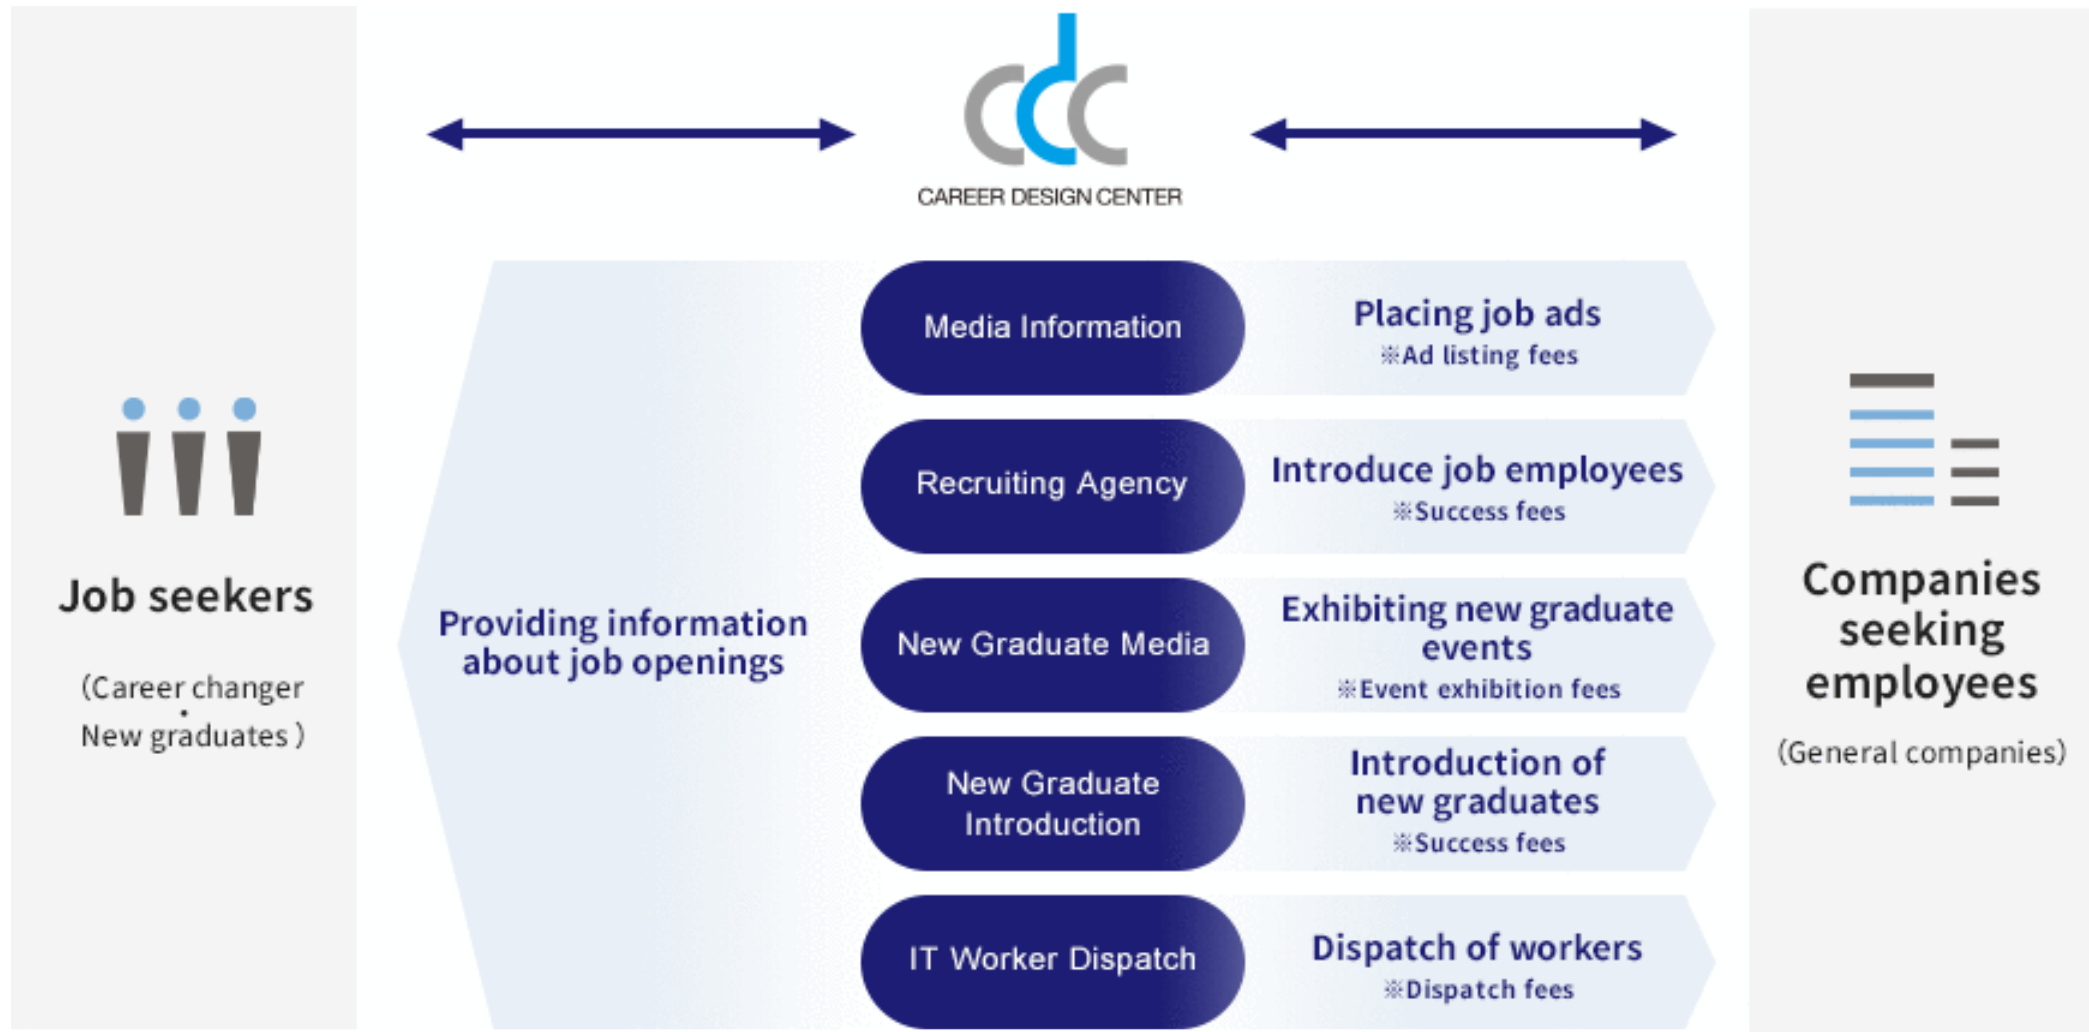 cdc
CAREER DESIGN CENTER
Job seekers
(Career changer
・
New graduates)
Providing information
about job openings
Media Information
Placing job ads
※Ad listing fees
Recruiting Agency
Introduce job employees
※Success fees
New Graduate Media
Exhibiting new graduate
events
※Event exhibition fees
New Graduate
Introduction
Introduction of
new graduates
※Success fees
IT Worker Dispatch
Dispatch of workers
※Dispatch fees
Companies
seeking
employees
(General companies)